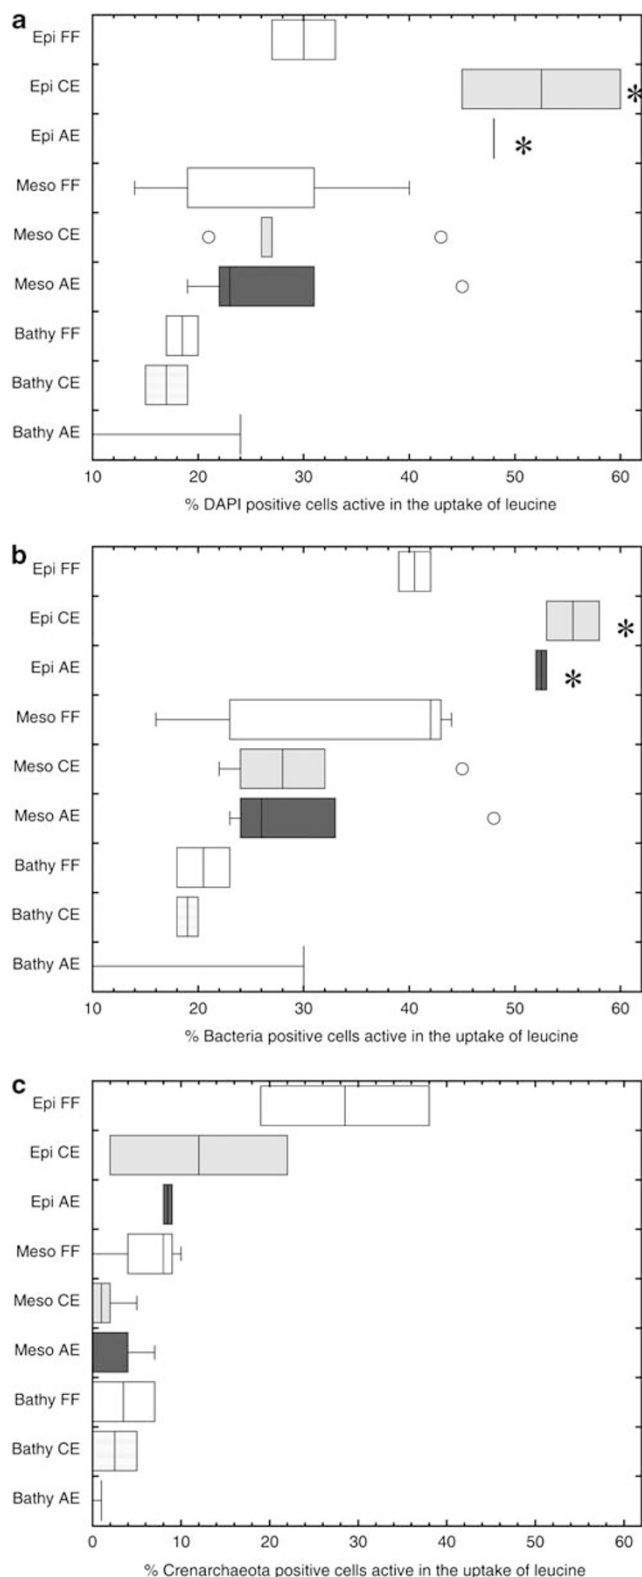 a
Epi FF
Epi CE
*
Epi AE
*
Meso FF
Meso CE
Meso AE
Bathy FF
Bathy CE
Bathy AE
10 20 30 40 50 60
% DAPI positive cells active in the uptake of leucine
b
Epi FF
Epi CE
*
Epi AE
*
Meso FF
Meso CE
Meso AE
Bathy FF
Bathy CE
Bathy AE
10 20 30 40 50 60
% Bacteria positive cells active in the uptake of leucine
c
Epi FF
Epi CE
Epi AE
Meso FF
Meso CE
Meso AE
Bathy FF
Bathy CE
Bathy AE
0 10 20 30 40 50 60
% Crenarchaeota positive cells active in the uptake of leucine